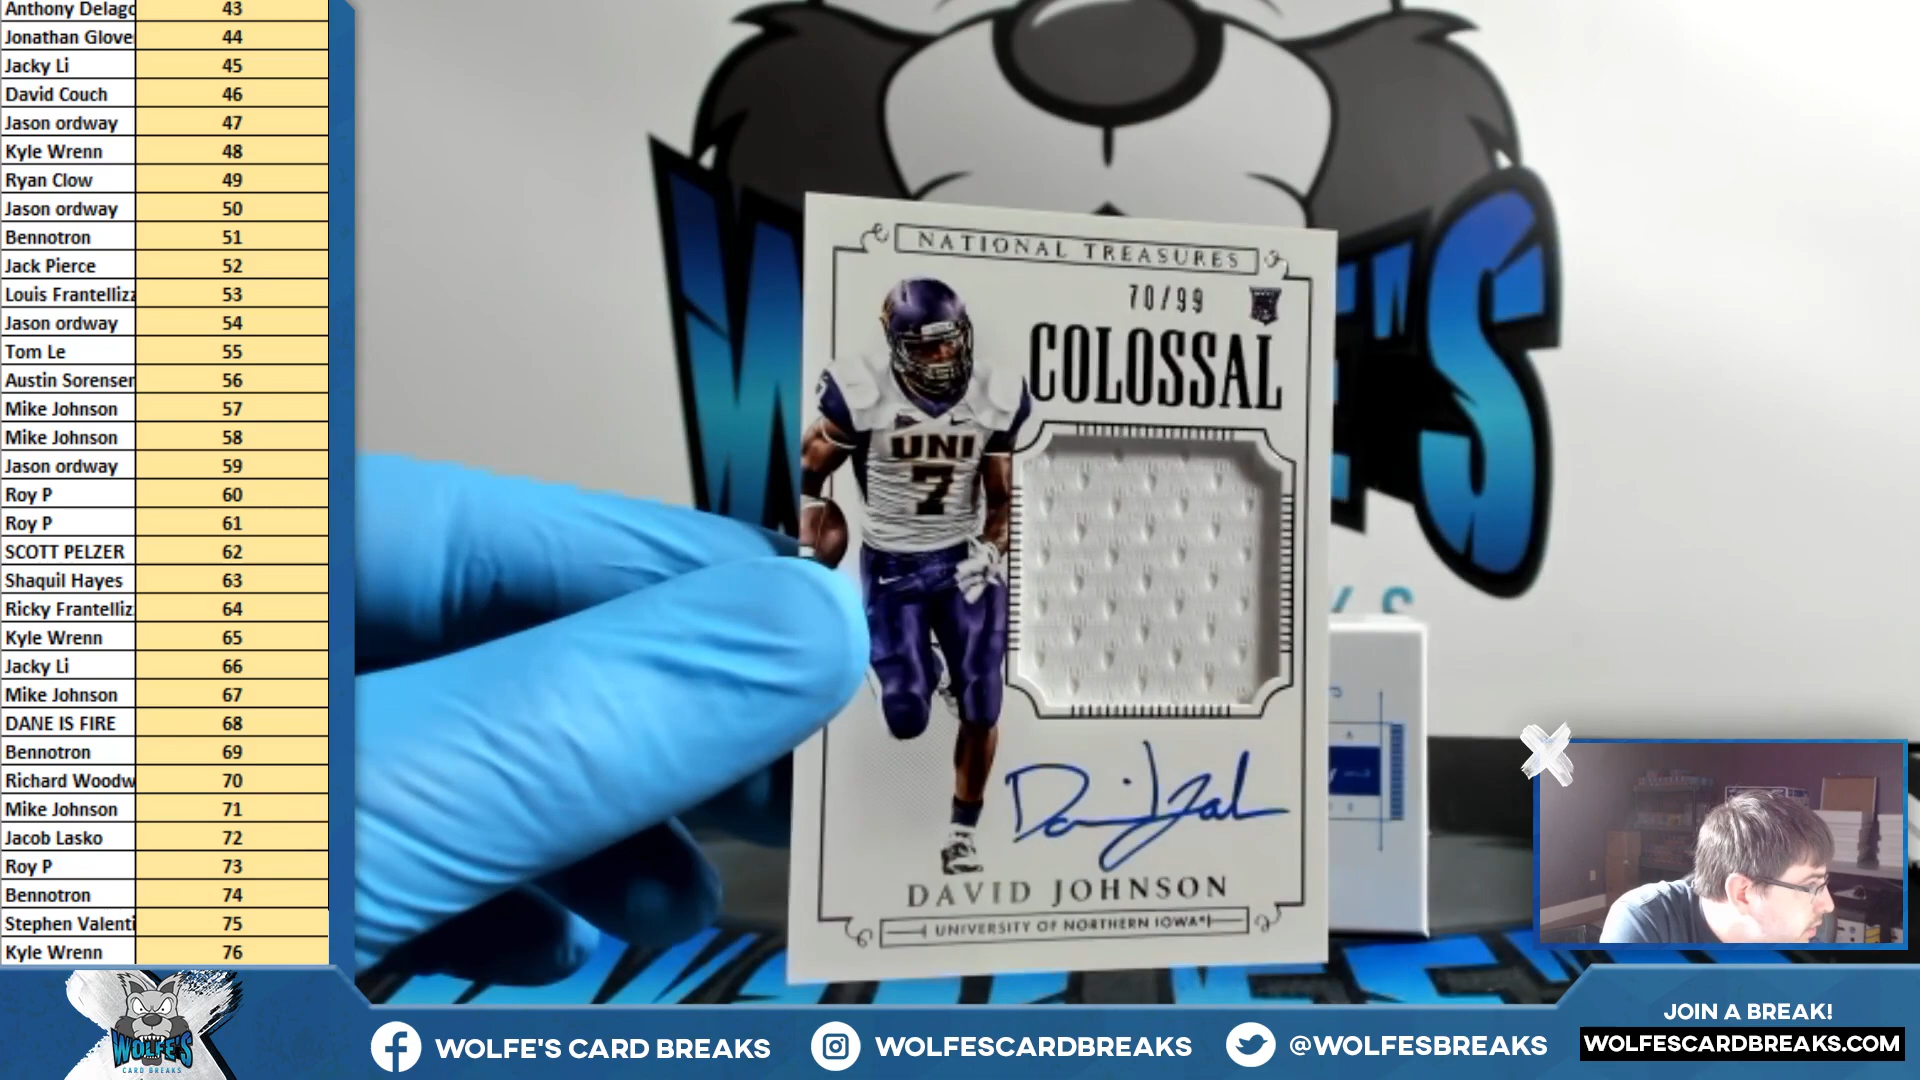 Anthony Delago 43
Jonathan Glove 44
Jacky Li 45
David Couch 46
Jason ordway 47
Kyle Wrenn 48
Ryan Clow 49
Jason ordway 50
Bennotron 51
Jack Pierce 52
Louis Frantellizz 53
Jason ordway 54
Tom Le 55
Austin Sorensen 56
Mike Johnson 57
Mike Johnson 58
Jason ordway 59
Roy P 60
Roy P 61
SCOTT PELZER 62
Shaquil Hayes 63
Ricky Frantelliz 64
Kyle Wrenn 65
Jacky Li 66
Mike Johnson 67
DANE IS FIRE 68
Bennotron 69
Richard Woodw 70
Mike Johnson 71
Jacob Lasko 72
Roy P 73
Bennotron 74
Stephen Valenti 75
Kyle Wrenn 76
NATIONAL TREASURES
70/99
COLOSSAL
UNI
7
DAVID JOHNSON
UNIVERSITY OF NORTHERN IOWA
WOLFE'S
CARD BREAKS
WOLFE'S CARD BREAKS
WOLFESCARDBREAKS
@WOLFESBREAKS
JOIN A BREAK!
WOLFESCARDBREAKS.COM